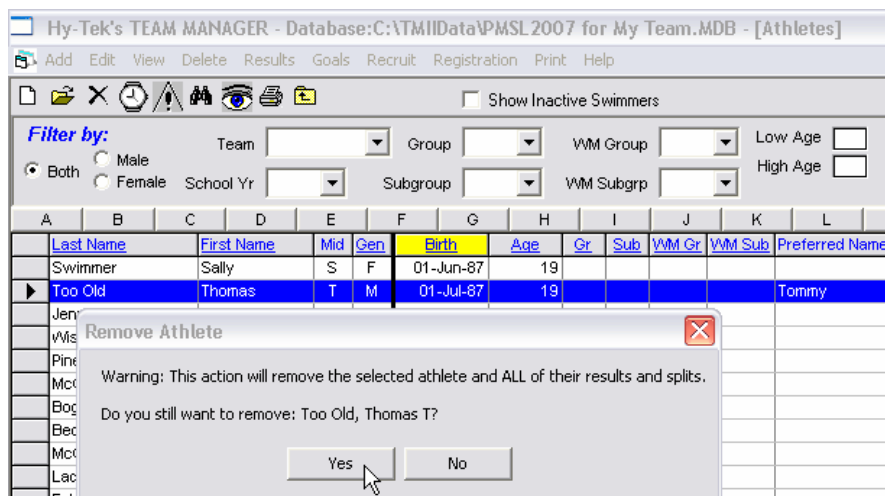 Hy-Tek's TEAM MANAGER - Database:C:\TMIIData\PMSL2007 for My Team.MDB - [Athletes]
Add Edit View Delete Results Goals Recruit Registration Print Help
Show Inactive Swimmers
Filter by:
Both Male Female
Team Group WM Group Low Age
School Yr Subgroup WM Subgrp High Age
A B C D E F G H I J K L
Last Name First Name Mid Gen Birth Age Gr Sub WM Gr WM Sub Preferred Name
Swimmer Sally S F 01-Jun-87 19
Too Old Thomas T M 01-Jul-87 19 Tommy
Remove Athlete
Warning: This action will remove the selected athlete and ALL of their results and splits.
Do you still want to remove: Too Old, Thomas T?
Yes No